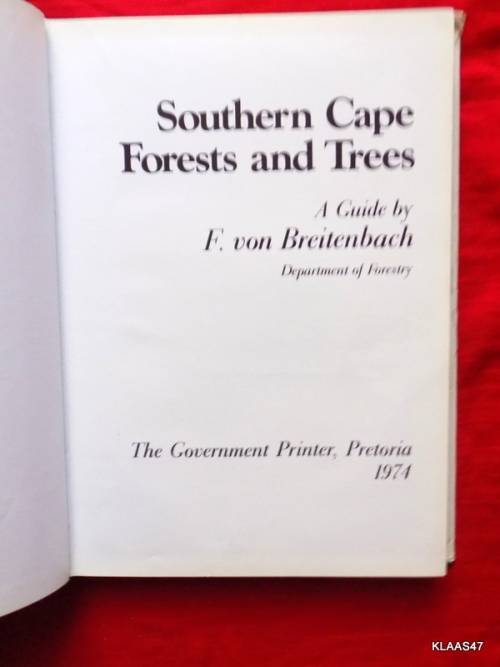 Southern Cape
Forests and Trees
A Guide by
F. von Breitenbach
Department of Forestry
The Government Printer, Pretoria
1974
KLAAS47